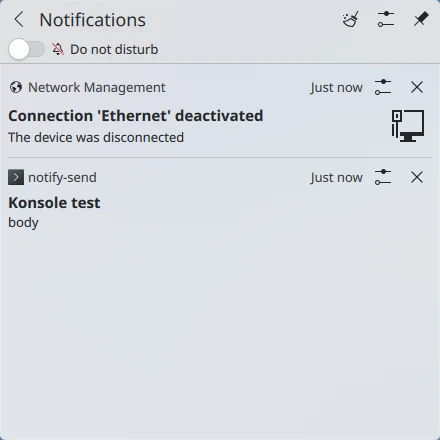 Notifications
Do not disturb
Network Management Just now
Connection 'Ethernet' deactivated
The device was disconnected
notify-send Just now
Konsole test
body